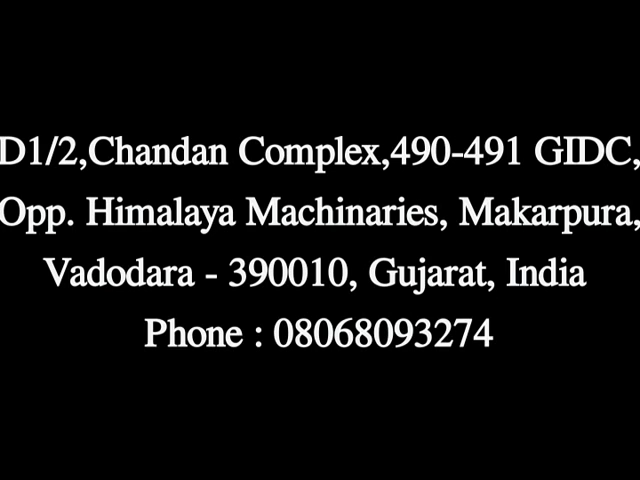 D1/2,Chandan Complex,490-491 GIDC,
Opp. Himalaya Machinaries, Makarpura,
Vadodara - 390010, Gujarat, India
Phone : 08068093274